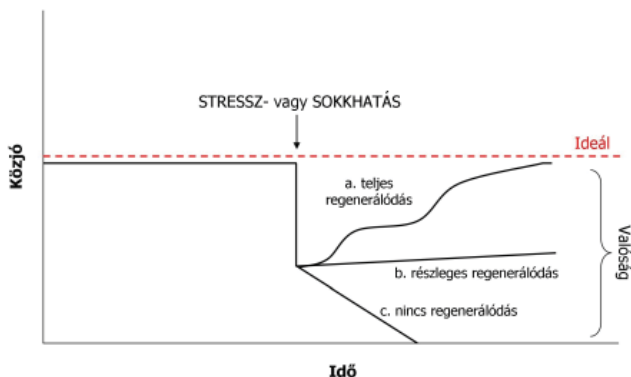 STRESSZ- vagy SOKKHATÁS
Ideál
Közjó
a. teljes
regenerálódás
Valóság
b. részleges regenerálódás
c. nincs regenerálódás
Idő